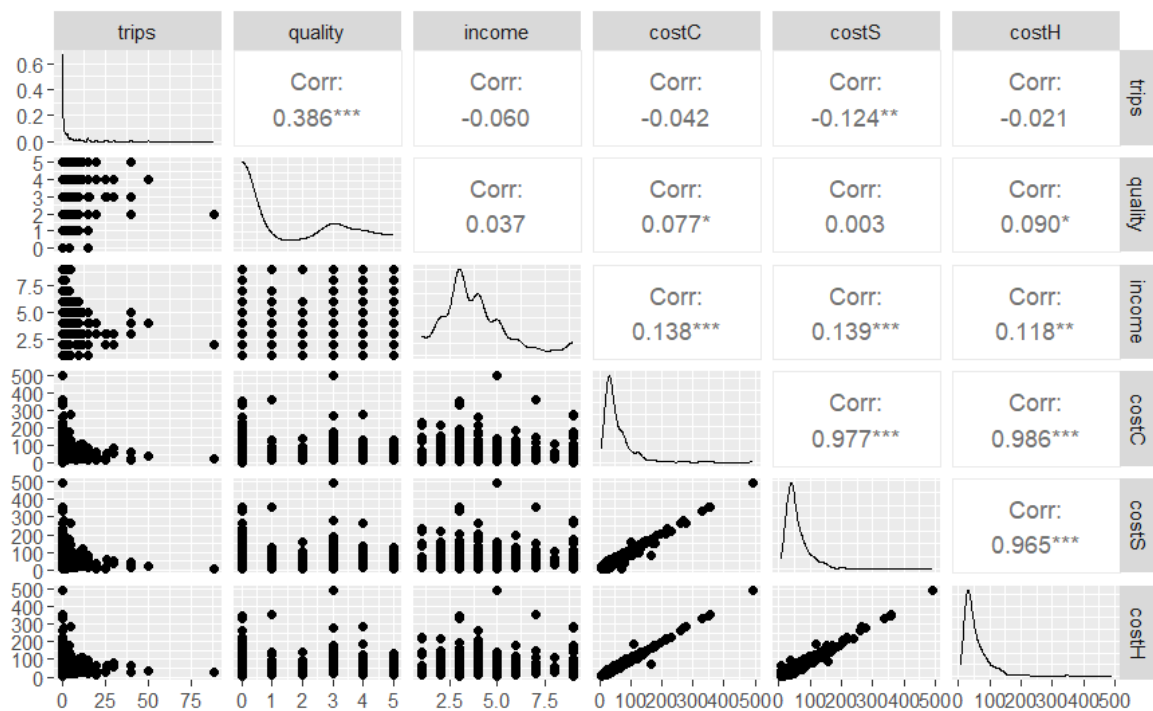 trips quality income costC costS costH
0.6
0.4
0.2
0.0
Corr:
0.386***
Corr:
-0.060
Corr:
-0.042
Corr:
-0.124**
Corr:
-0.021
trips
5
4
3
2
1
0
Corr:
0.037
Corr:
0.077*
Corr:
0.003
Corr:
0.090*
quality
7.5
5.0
2.5
Corr:
0.138***
Corr:
0.139***
Corr:
0.118**
income
500
400
300
200
100
0
Corr:
0.977***
Corr:
0.986***
costC
500
400
300
200
100
0
Corr:
0.965***
costS
500
400
300
200
100
0
costH
0 25 50 75
0 1 2 3 4 5
2.5 5.0 7.5
0 100200300400500
0 100200300400500
0 100200300400500